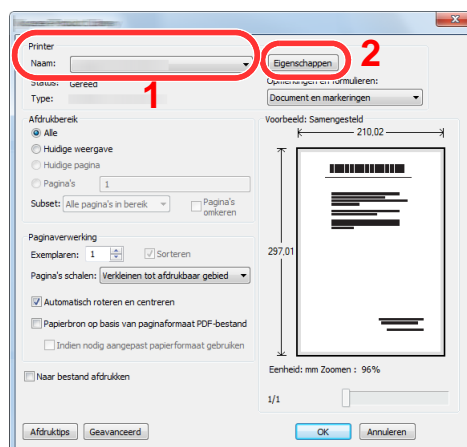 Printer
Naam:
Eigenschappen
2
Status: Gereed
1
Opmerkingen en formulieren:
Type:
Document en markeringen
Afdrukbereik
Alle
Huidige weergave
Huidige pagina
Pagina's 1
Subset: Alle pagina's in bereik
Pagina's omkeren
Paginaverwerking
Exemplaren: 1
Sorteren
Pagina's schalen: Verkleinen tot afdrukbaar gebied
Automatisch roteren en centreren
Papierbron op basis van paginaformaat PDF-bestand
Indien nodig aangepast papierformaat gebruiken
Naar bestand afdrukken
Voorbeeld: Samengesteld
210,02
297,01
Eenheid: mm Zoomen : 96%
1/1
Afdruktips
Geavanceerd
OK
Annuleren